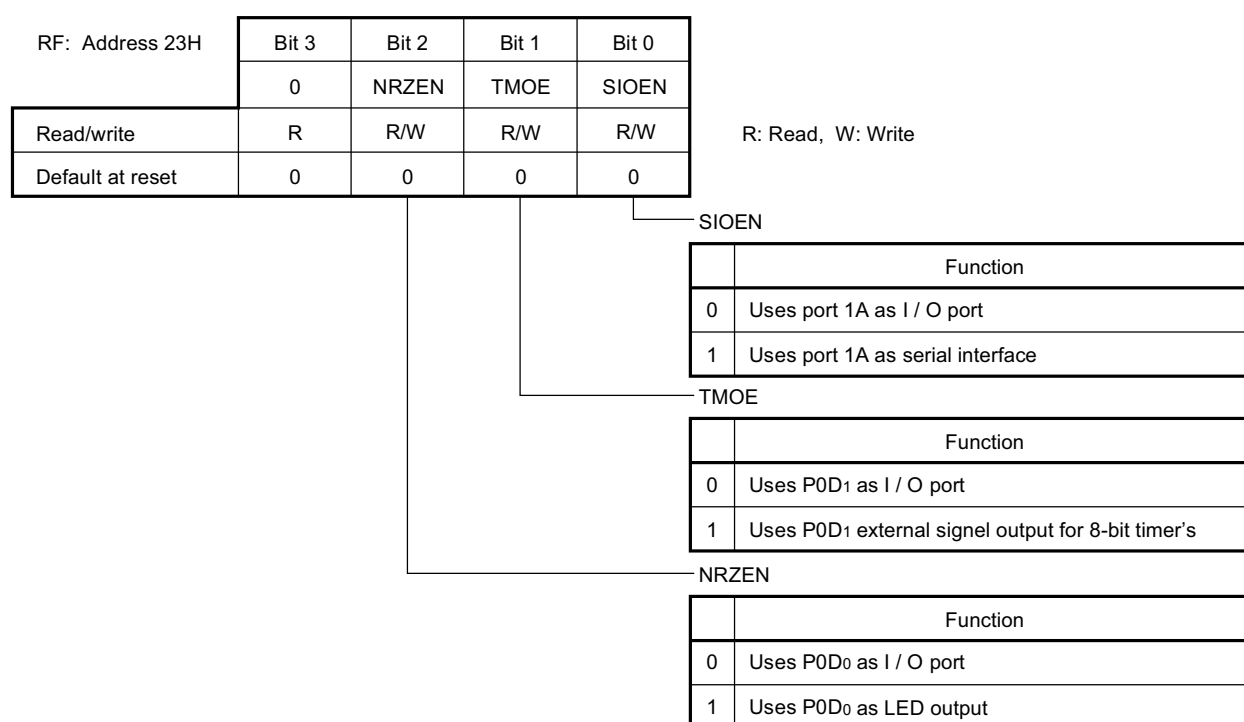 RF: Address 23H Bit 3 Bit 2 Bit 1 Bit 0
0 NRZEN TMOE SIOEN
Read/write R R/W R/W R/W R: Read, W: Write
Default at reset 0 0 0 0
SIOEN
Function
0 Uses port 1A as I / O port
1 Uses port 1A as serial interface
TMOE
Function
0 Uses P0D1 as I / O port
1 Uses P0D1 external signel output for 8-bit timer’s
NRZEN
Function
0 Uses P0D0 as I / O port
1 Uses P0D0 as LED output